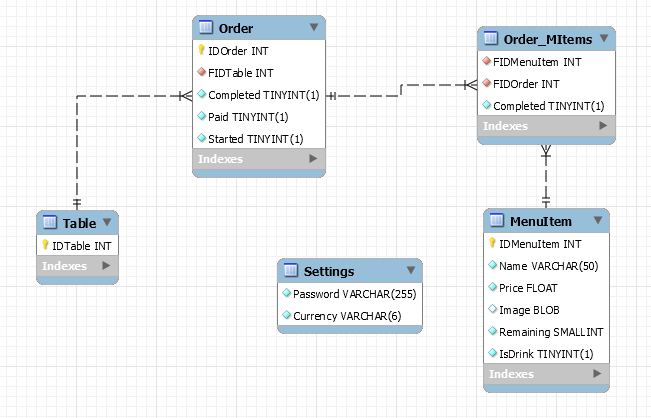 Order
IDOrder INT
FIDTable INT
Completed TINYINT(1)
Paid TINYINT(1)
Started TINYINT(1)
Indexes
Order_MItems
FIDMenuItem INT
FIDOrder INT
Completed TINYINT(1)
Indexes
Table
IDTable INT
Indexes
Settings
Password VARCHAR(255)
Currency VARCHAR(6)
MenuItem
IDMenuItem INT
Name VARCHAR(50)
Price FLOAT
Image BLOB
Remaining SMALLINT
IsDrink TINYINT(1)
Indexes